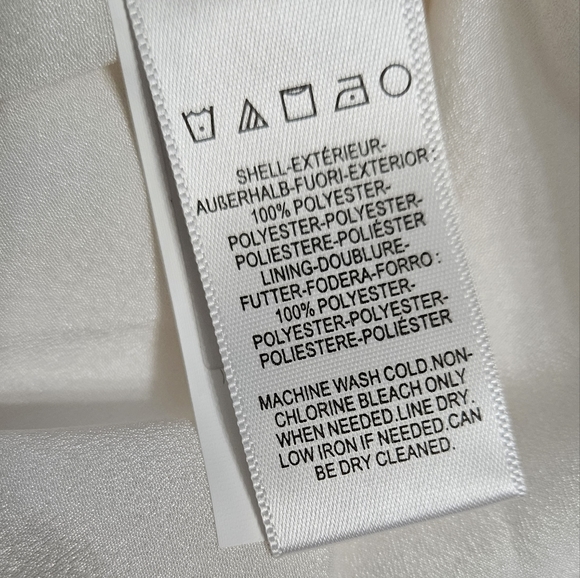 SHELL-EXTÉRIEUR-
AUßERHALB-FUORI-EXTERIOR:
100% POLYESTER-
POLYESTER-POLYESTER-
POLIESTERE-POLIÉSTER
LINING-DOUBLURE-
FUTTER-FODERA-FORRO :
100% POLYESTER-
POLYESTER-POLYESTER-
POLIESTERE-POLIÉSTER
MACHINE WASH COLD.NON-
CHLORINE BLEACH ONLY
WHEN NEEDED.LINE DRY.
LOW IRON IF NEEDED.CAN
BE DRY CLEANED.